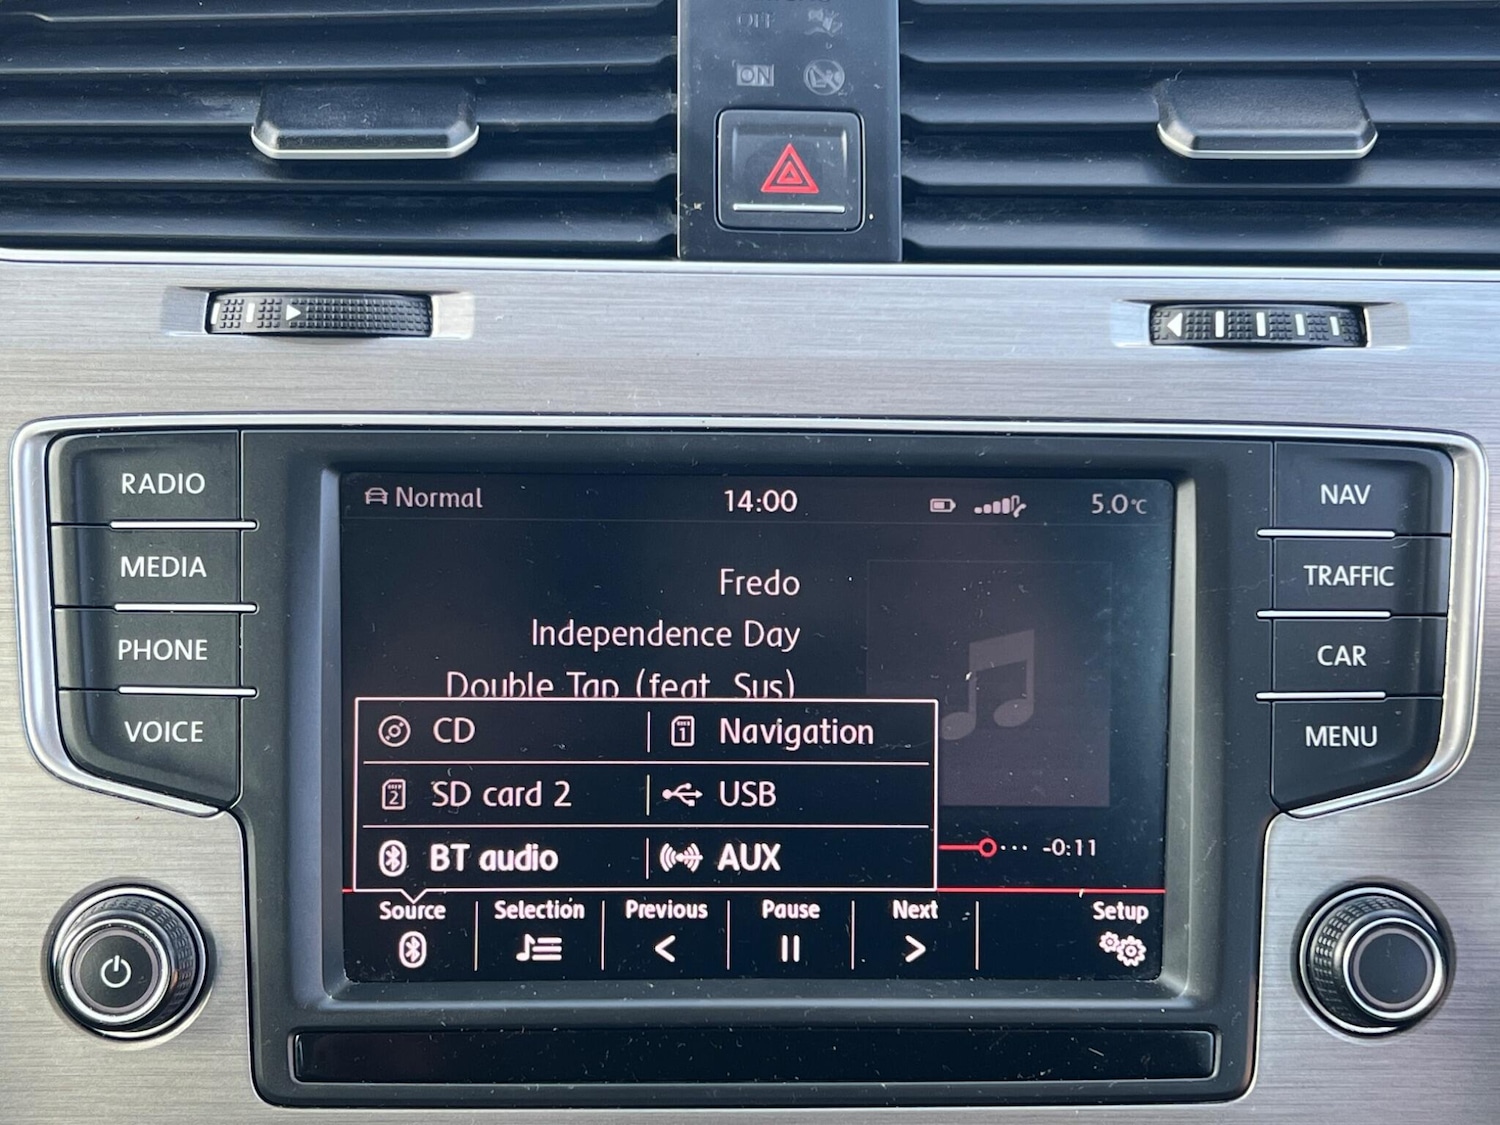 OFF
ON
RADIO
MEDIA
PHONE
VOICE
Normal 14:00 5.0°C
Fredo
Independence Day
Double Tap (feat. Sus)
CD
1 Navigation
2 SD card 2
USB
BT audio
AUX
-0:11
Source Selection Previous Pause Next Setup
NAV
TRAFFIC
CAR
MENU